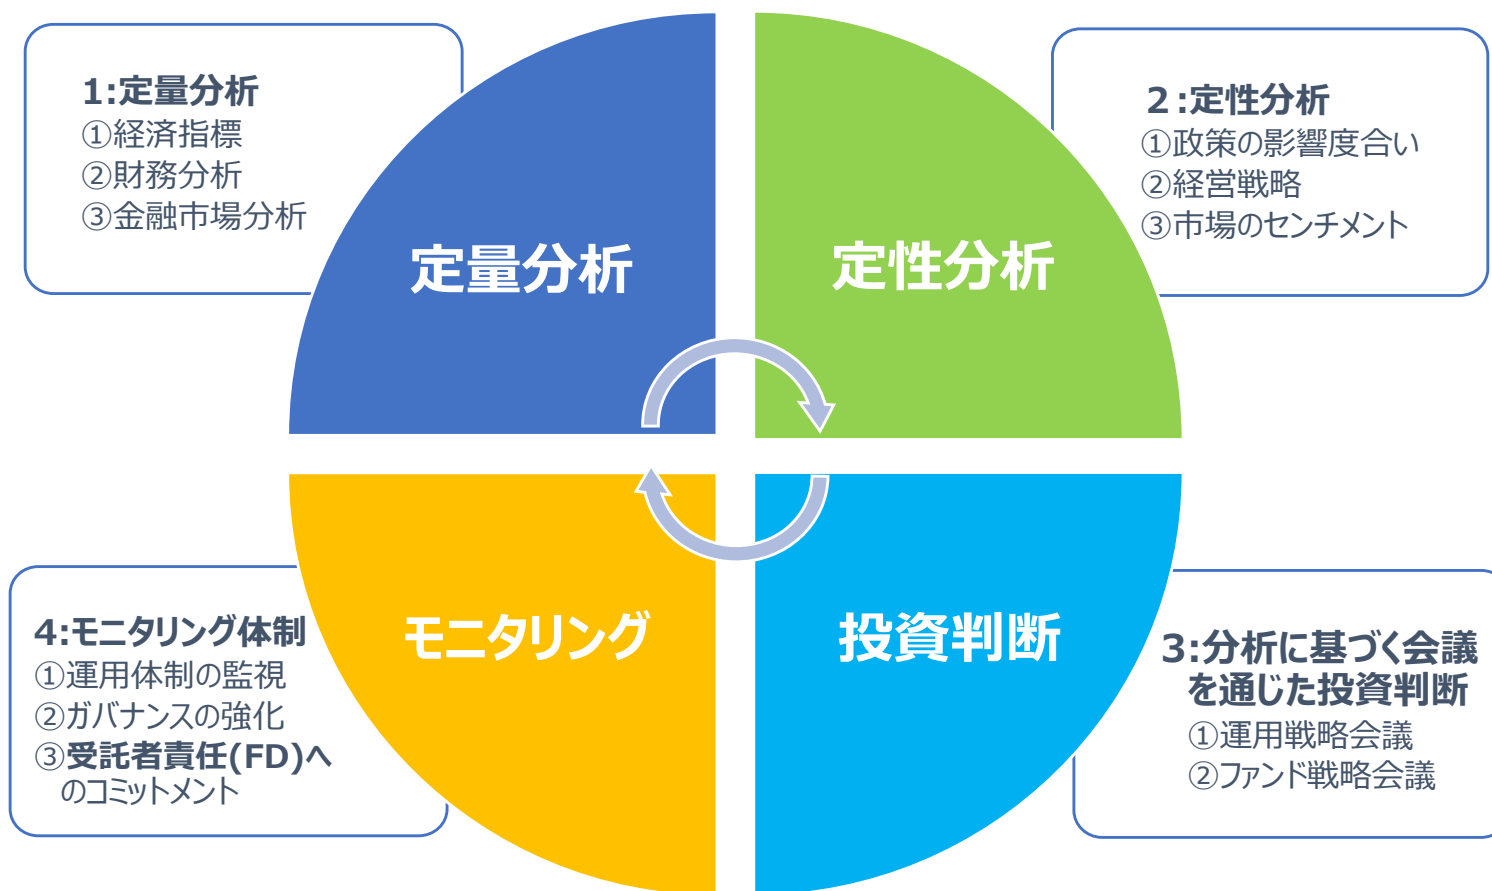 1:定量分析
①経済指標
②財務分析
③金融市場分析
定量分析
定性分析
２:定性分析
①政策の影響度合い
②経営戦略
③市場のセンチメント
4:モニタリング体制
①運用体制の監視
②ガバナンスの強化
③受託者責任(FD)へ
のコミットメント
モニタリング
投資判断
3:分析に基づく会議
を通じた投資判断
①運用戦略会議
②ファンド戦略会議